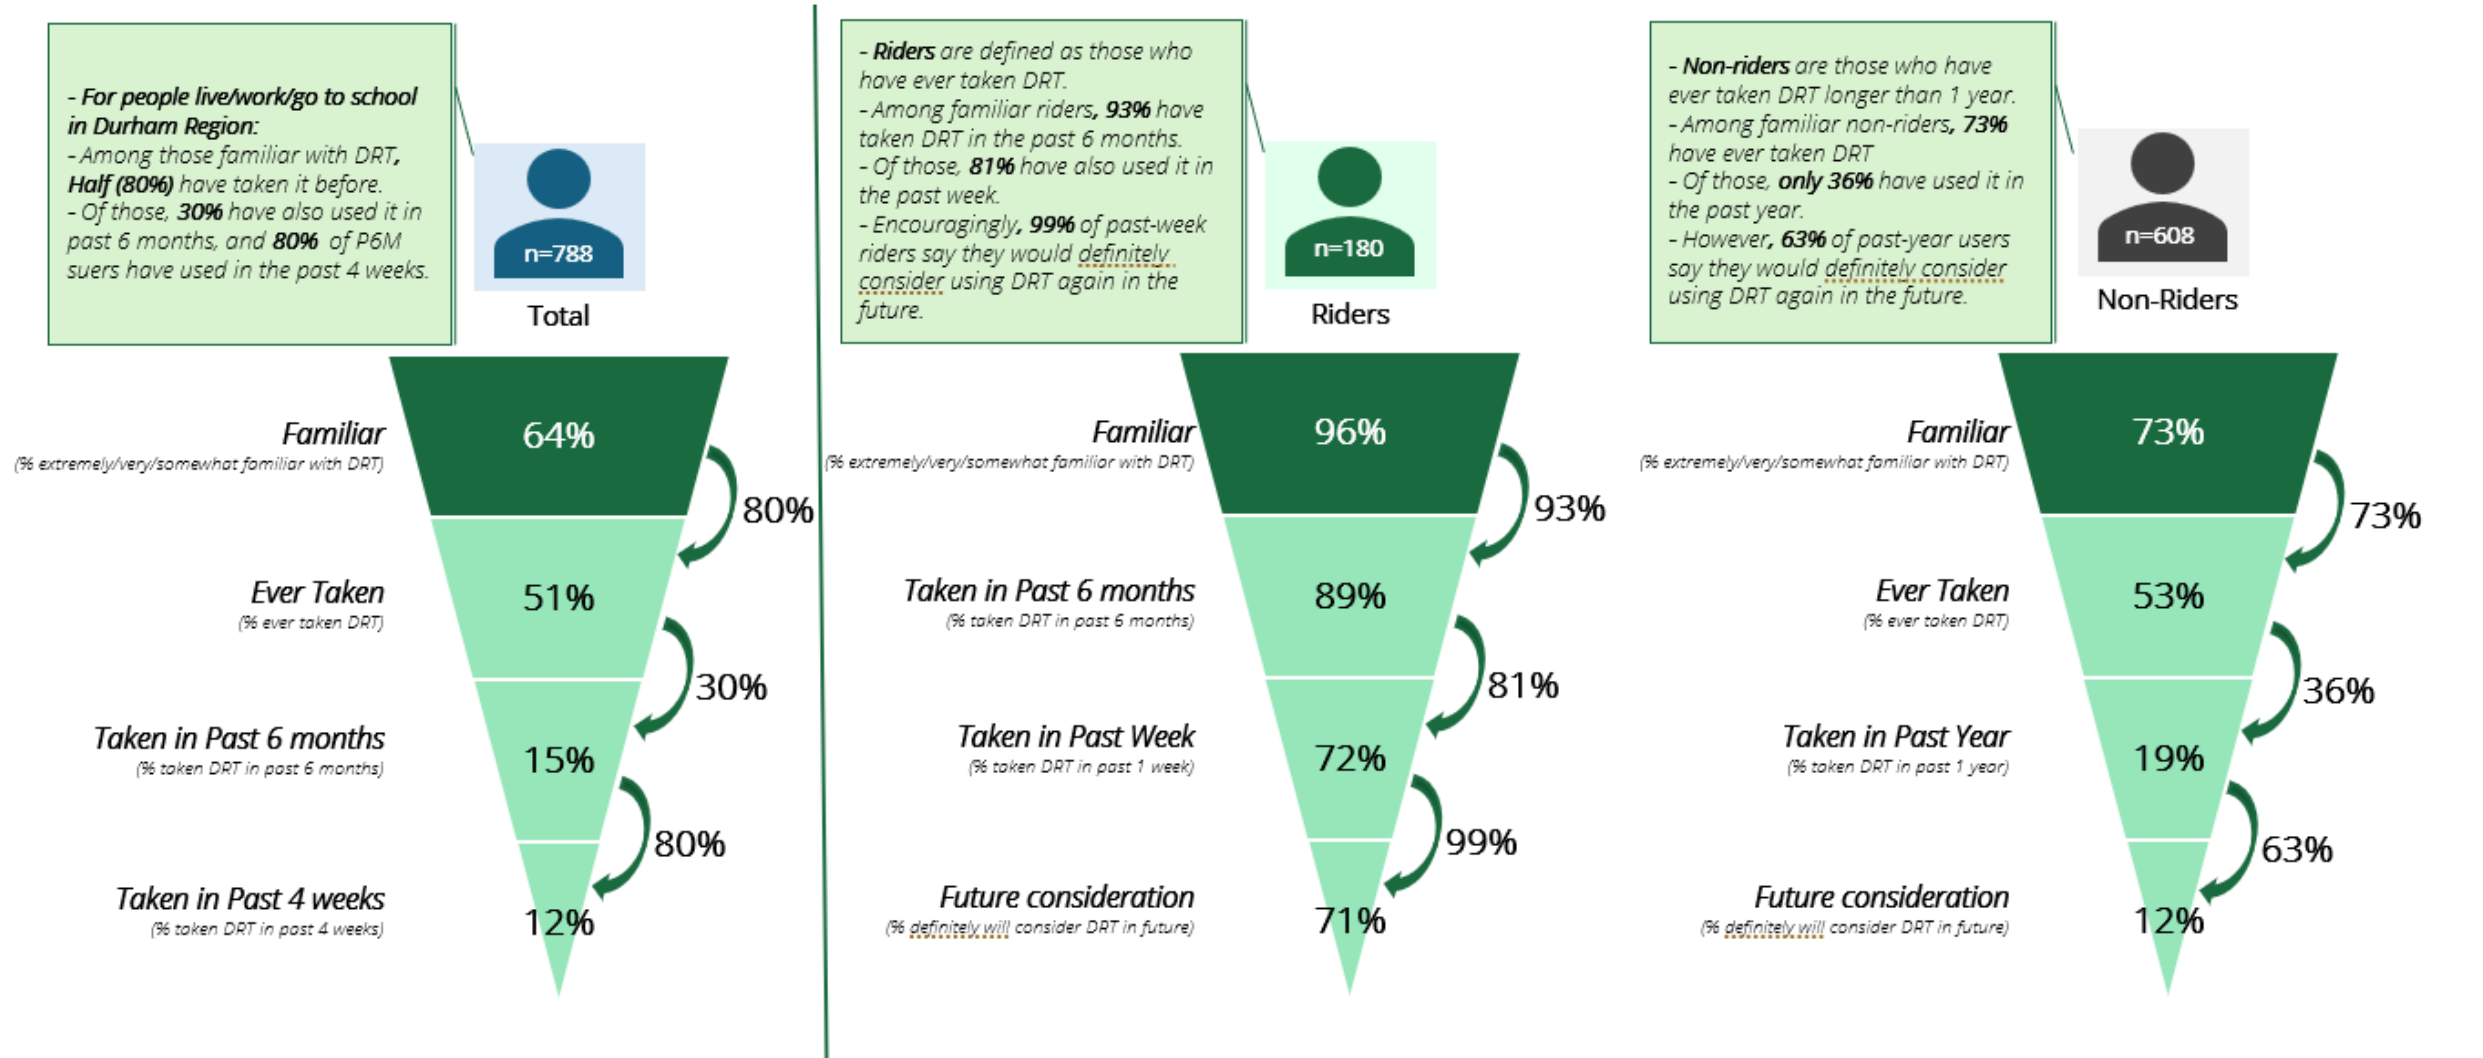 - For people live/work/go to school
in Durham Region:
- Among those familiar with DRT,
Half (80%) have taken it before.
- Of those, 30% have also used it in
past 6 months, and 80%  of P6M
suers have used in the past 4 weeks.
n=788
Total
Familiar
(% extremely/very/somewhat familiar with DRT)
64%
80%
Ever Taken
(% ever taken DRT)
51%
30%
Taken in Past 6 months
(% taken DRT in past 6 months)
15%
80%
Taken in Past 4 weeks
(% taken DRT in past 4 weeks)
12%
- Riders are defined as those who
have ever taken DRT.
- Among familiar riders, 93% have
taken DRT in the past 6 months.
- Of those, 81% have also used it in
the past week.
- Encouragingly, 99% of past-week
riders say they would definitely
consider using DRT again in the
future.
n=180
Riders
Familiar
(% extremely/very/somewhat familiar with DRT)
96%
93%
Taken in Past 6 months
(% taken DRT in past 6 months)
89%
81%
Taken in Past Week
(% taken DRT in past 1 week)
72%
99%
Future consideration
(% definitely will consider DRT in future)
71%
- Non-riders are those who have
ever taken DRT longer than 1 year.
- Among familiar non-riders, 73%
have ever taken DRT
- Of those, only 36% have used it in
the past year.
- However, 63% of past-year users
say they would definitely consider
using DRT again in the future.
n=608
Non-Riders
Familiar
(% extremely/very/somewhat familiar with DRT)
73%
73%
Ever Taken
(% ever taken DRT)
53%
36%
Taken in Past Year
(% taken DRT in past 1 year)
19%
63%
Future consideration
(% definitely will consider DRT in future)
12%